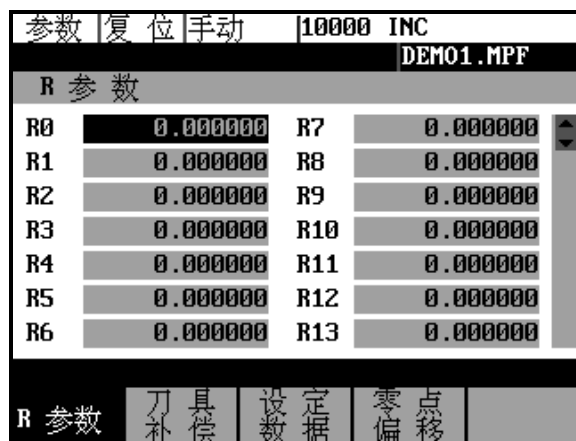 参数 复 位 手动 10000 INC
DEMO1.MPF
R 参 数
R0 0.000000 R7 0.000000
R1 0.000000 R8 0.000000
R2 0.000000 R9 0.000000
R3 0.000000 R10 0.000000
R4 0.000000 R11 0.000000
R5 0.000000 R12 0.000000
R6 0.000000 R13 0.000000
R 参数 刀 具 设 定 零 点
补 偿 数 据 偏 移